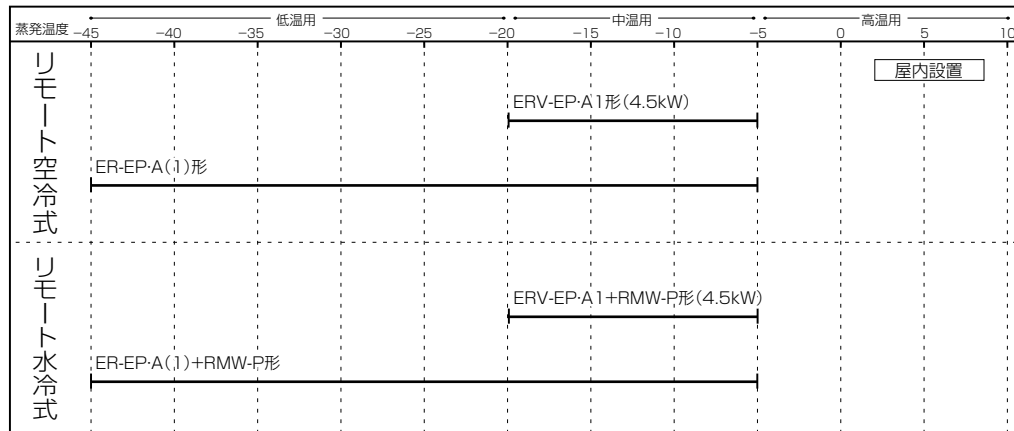 低温用 中温用 高温用
蒸発温度 −45 −40 −35 −30 −25 −20 −15 −10 −5 0 5 10
屋内設置
リモート空冷式
ERV-EP·A1形(4.5kW)
ER-EP·A(1)形
リモート水冷式
ERV-EP·A1+RMW-P形(4.5kW)
ER-EP·A(1)+RMW-P形